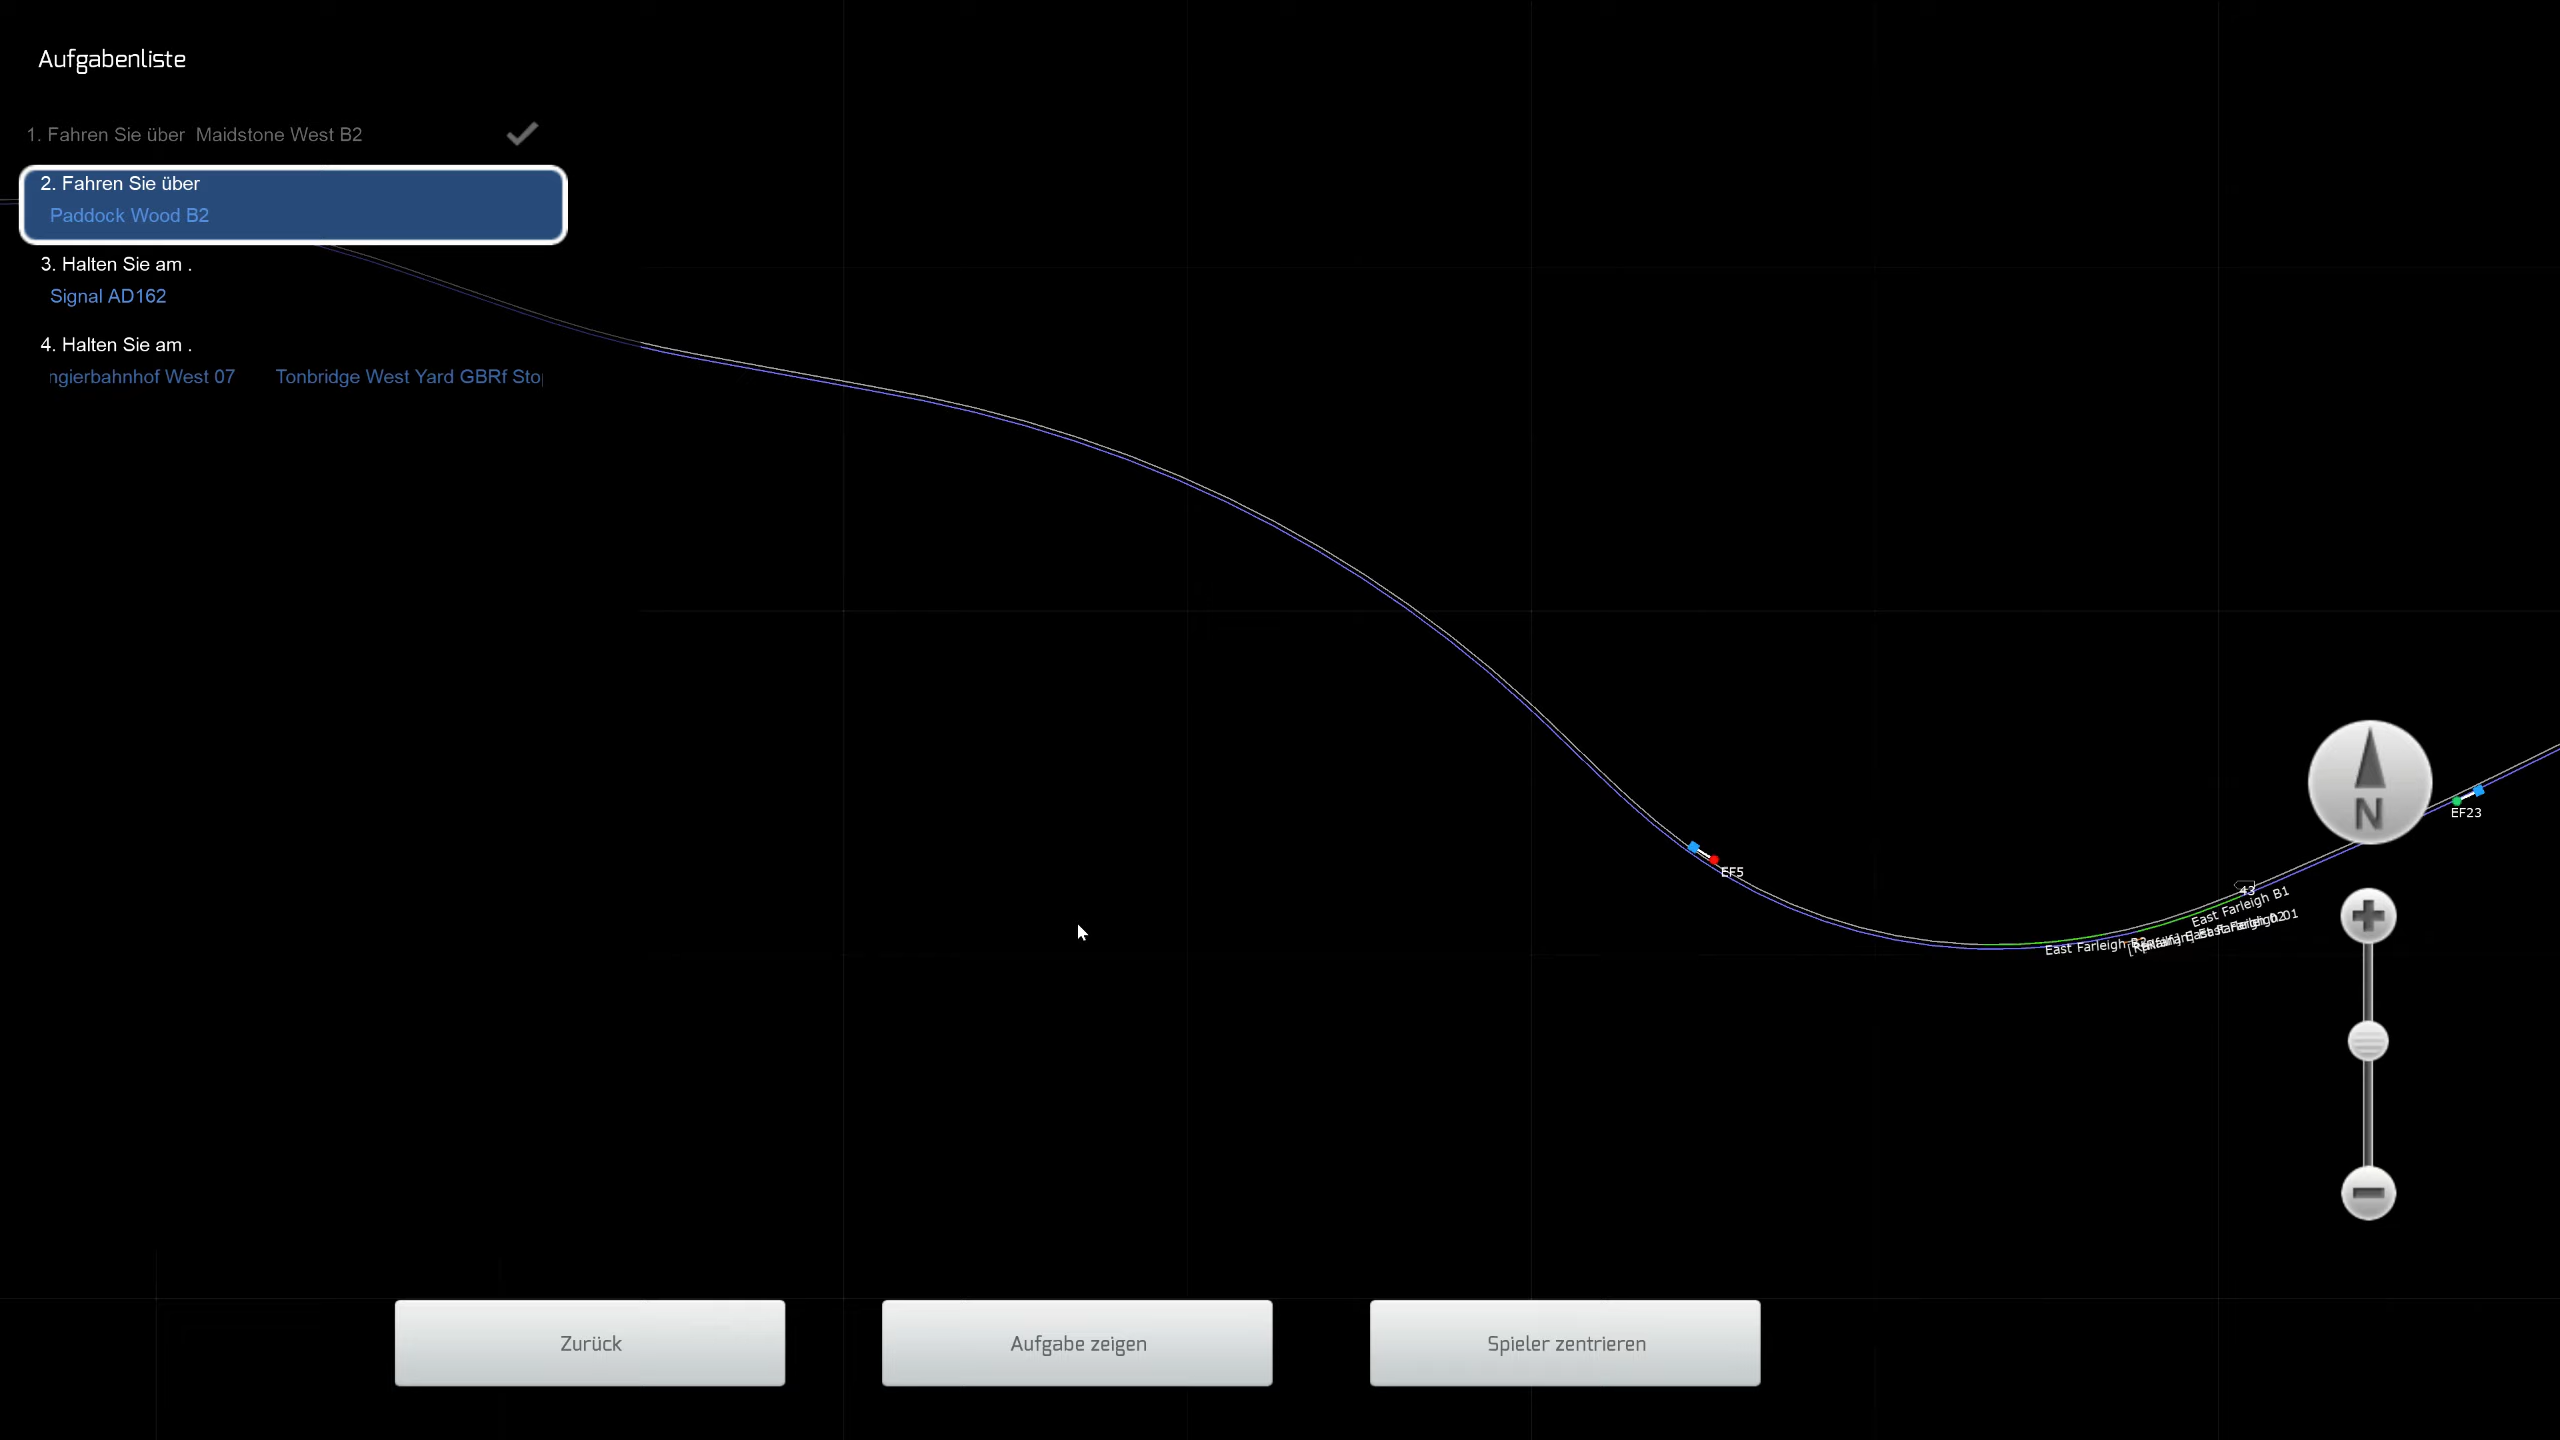 Aufgabenliste
1. Fahren Sie über Maidstone West B2
2. Fahren Sie über
Paddock Wood B2
3. Halten Sie am .
Signal AD162
4. Halten Sie am .
ngierbahnhof West 07 Tonbridge West Yard GBRf Sto
N
EF23
EF5
43
East Farleigh B1
East Farleigh
Zurück
Aufgabe zeigen
Spieler zentrieren